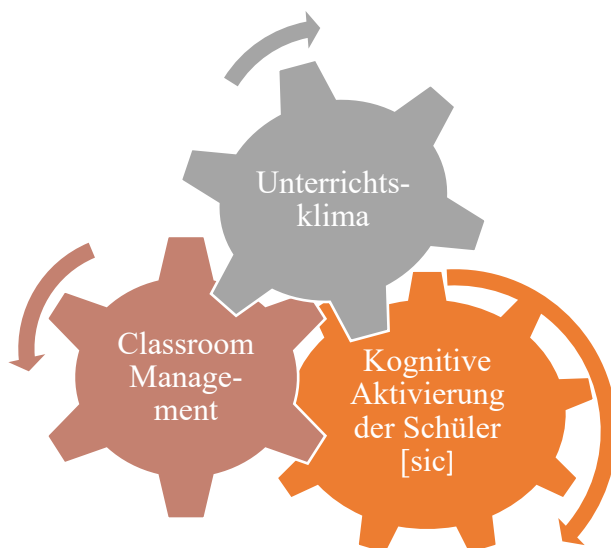 Unterrichts-
klima
Classroom
Manage-
ment
Kognitive
Aktivierung
der Schüler
[sic]